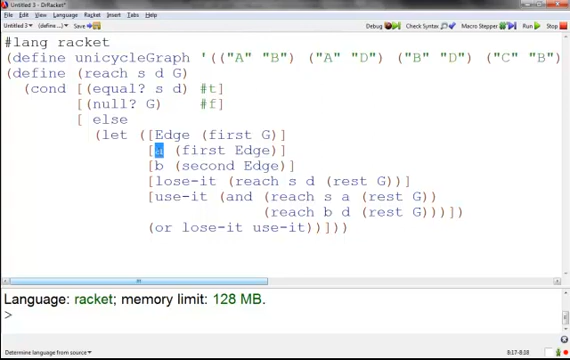 Untitled 3 - DrRacket*
File Edit View Language Racket Insert Tabs Help
Untitled 3 (define ...) Save Debug Check Syntax Macro Stepper Run Stop
#lang racket
(define unicycleGraph '(("A" "B") ("A" "D") ("B" "D") ("C" "B")
(define (reach s d G)
(cond [(equal? s d) #t]
[(null? G) #f]
[ else
(let ([Edge (first G)]
[a (first Edge)]
[b (second Edge)]
[lose-it (reach s d (rest G))]
[use-it (and (reach s a (rest G))
(reach b d (rest G)))])
(or lose-it use-it))]))
Language: racket; memory limit: 128 MB.
>
Determine language from source 8:17-8:18